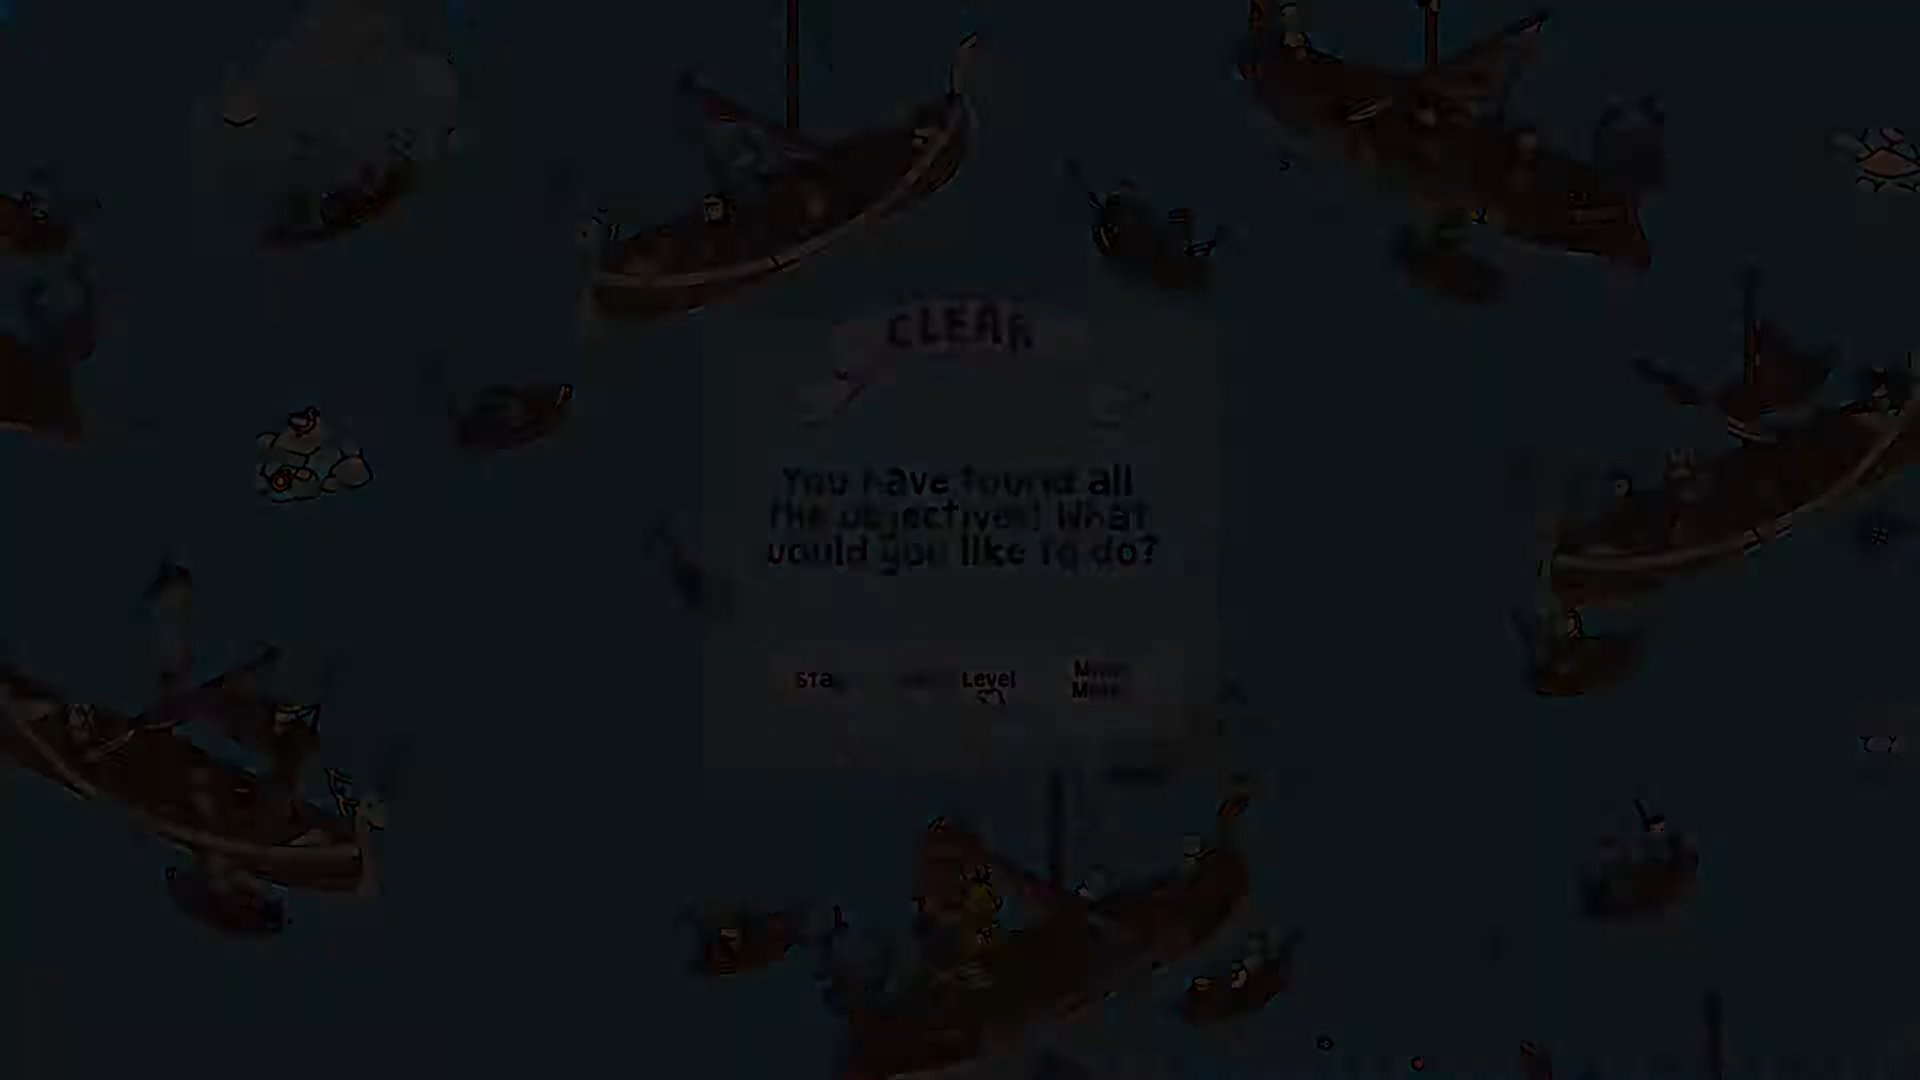 CLEAR
You have found all
the objectives! What
would you like to do?
Level